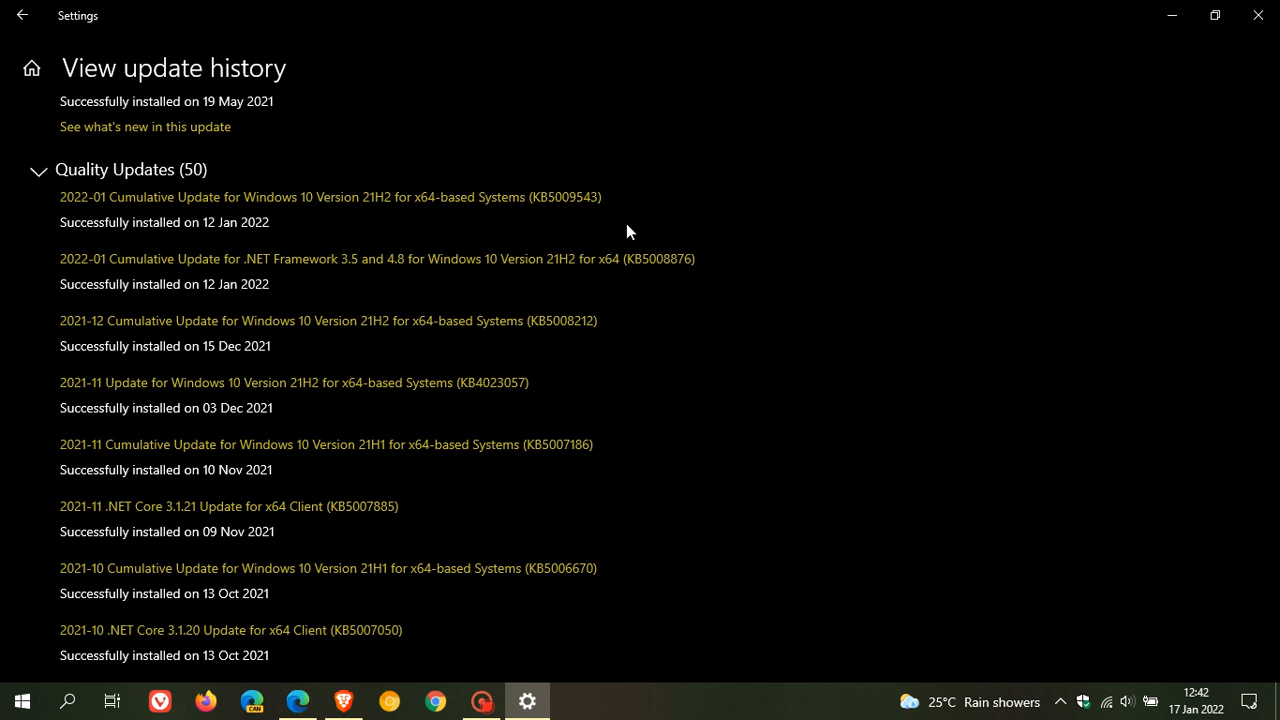 Settings
View update history
Successfully installed on 19 May 2021
See what's new in this update
Quality Updates (50)
2022-01 Cumulative Update for Windows 10 Version 21H2 for x64-based Systems (KB5009543)
Successfully installed on 12 Jan 2022
2022-01 Cumulative Update for .NET Framework 3.5 and 4.8 for Windows 10 Version 21H2 for x64 (KB5008876)
Successfully installed on 12 Jan 2022
2021-12 Cumulative Update for Windows 10 Version 21H2 for x64-based Systems (KB5008212)
Successfully installed on 15 Dec 2021
2021-11 Update for Windows 10 Version 21H2 for x64-based Systems (KB4023057)
Successfully installed on 03 Dec 2021
2021-11 Cumulative Update for Windows 10 Version 21H1 for x64-based Systems (KB5007186)
Successfully installed on 10 Nov 2021
2021-11 .NET Core 3.1.21 Update for x64 Client (KB5007885)
Successfully installed on 09 Nov 2021
2021-10 Cumulative Update for Windows 10 Version 21H1 for x64-based Systems (KB5006670)
Successfully installed on 13 Oct 2021
2021-10 .NET Core 3.1.20 Update for x64 Client (KB5007050)
Successfully installed on 13 Oct 2021
CAN
25°C Rain showers
12:42
17 Jan 2022